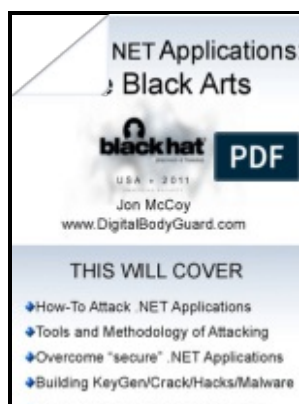 NET Applications
Black Arts
blackhat
PDF
USA + 2011
Jon McCoy
www.DigitalBodyGuard.com
THIS WILL COVER
How-To Attack .NET Applications
Tools and Methodology of Attacking
Overcome “secure” .NET Applications
Building KeyGen/Crack/Hacks/Malware